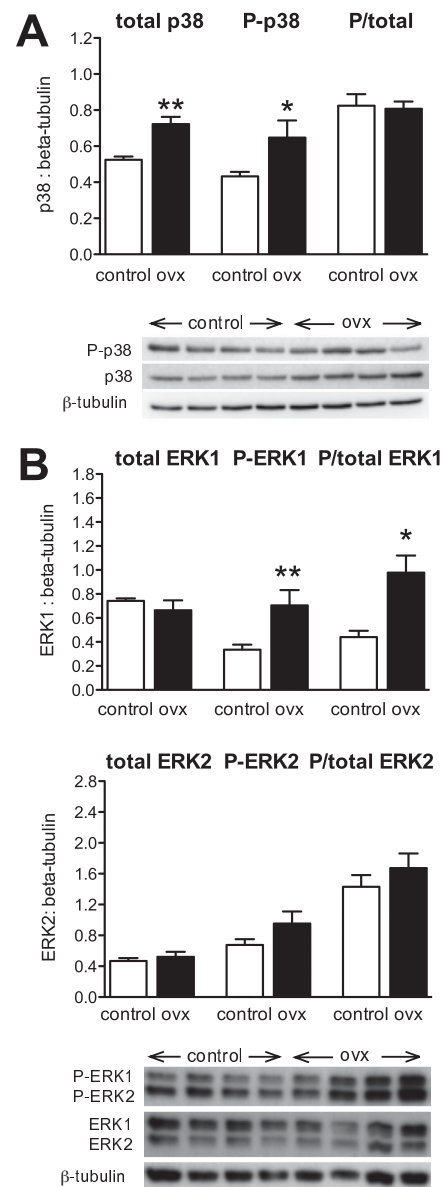 A
total p38 P-p38 P/total
1.2
1.0
0.8
0.6
0.4
0.2
0.0
p38 : beta-tubulin
** *
control ovx control ovx control ovx
control ovx
P-p38
p38
β-tubulin
B
total ERK1 P-ERK1 P/total ERK1
1.8
1.6
1.4
1.2
1.0
0.8
0.6
0.4
0.2
0.0
ERK1 : beta-tubulin
** *
control ovx control ovx control ovx
total ERK2 P-ERK2 P/total ERK2
2.8
2.4
2.0
1.6
1.2
0.8
0.4
0.0
ERK2: beta-tubulin
control ovx control ovx control ovx
control ovx
P-ERK1
P-ERK2
ERK1
ERK2
β-tubulin